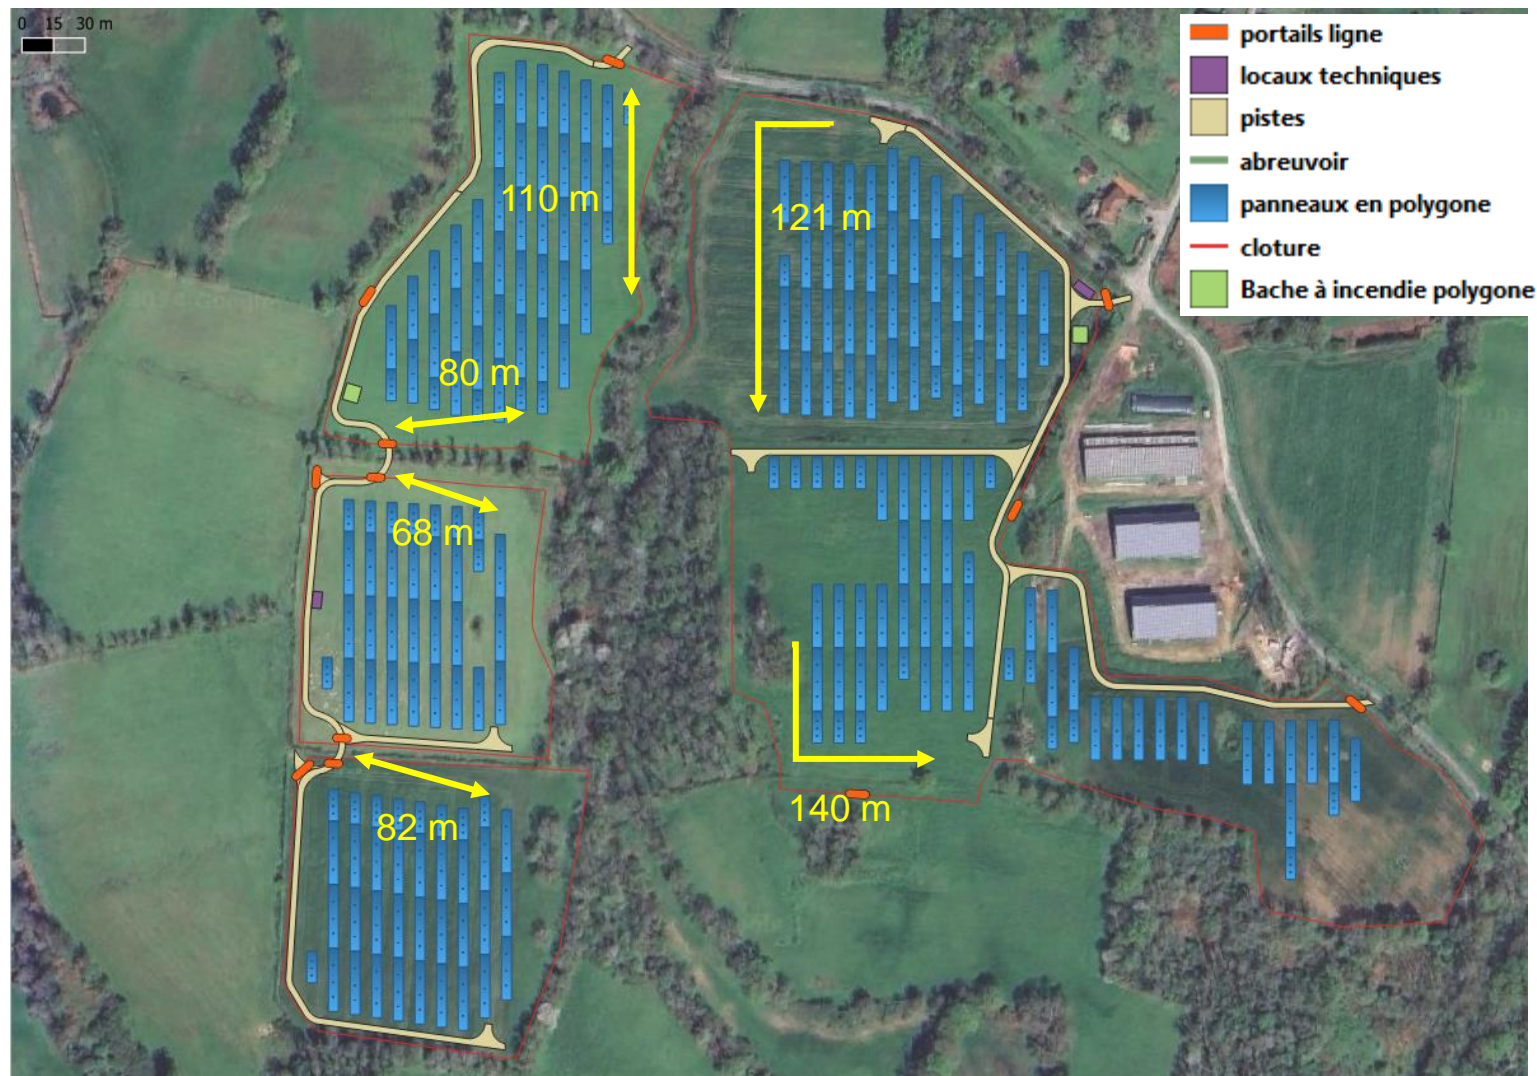 0 15 30 m
portails ligne
locaux techniques
pistes
abreuvoir
panneaux en polygone
cloture
Bache à incendie polygone
110 m
121 m
80 m
68 m
82 m
140 m